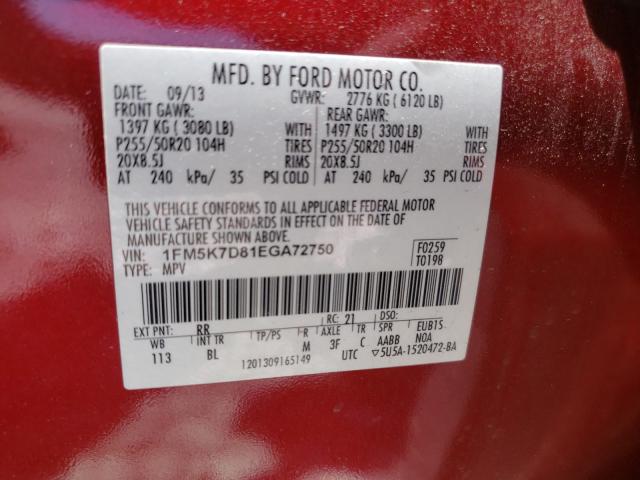 MFD. BY FORD MOTOR CO.
DATE: 09/13 GVWR: 2776 KG ( 6120 LB)
FRONT GAWR: REAR GAWR:
1397 KG ( 3080 LB) WITH 1497 KG ( 3300 LB) WITH
P255/50R20 104H TIRES P255/50R20 104H TIRES
20X8.5J RIMS 20X8.5J RIMS
AT 240 kPa/ 35 PSI COLD AT 240 kPa/ 35 PSI COLD
THIS VEHICLE CONFORMS TO ALL APPLICABLE FEDERAL MOTOR
VEHICLE SAFETY STANDARDS IN EFFECT ON THE DATE OF
MANUFACTURE SHOWN ABOVE.
VIN: 1FM5K7D81EGA72750 F0259
TYPE: MPV T0198
EXT PNT: RR RC: 21 DSO:
WB INT TR TP/PS R AXLE TR SPR EUB1S
113 BL M 3F C AABB NOA
1201309165149 UTC ▽5U5A-1520472-BA